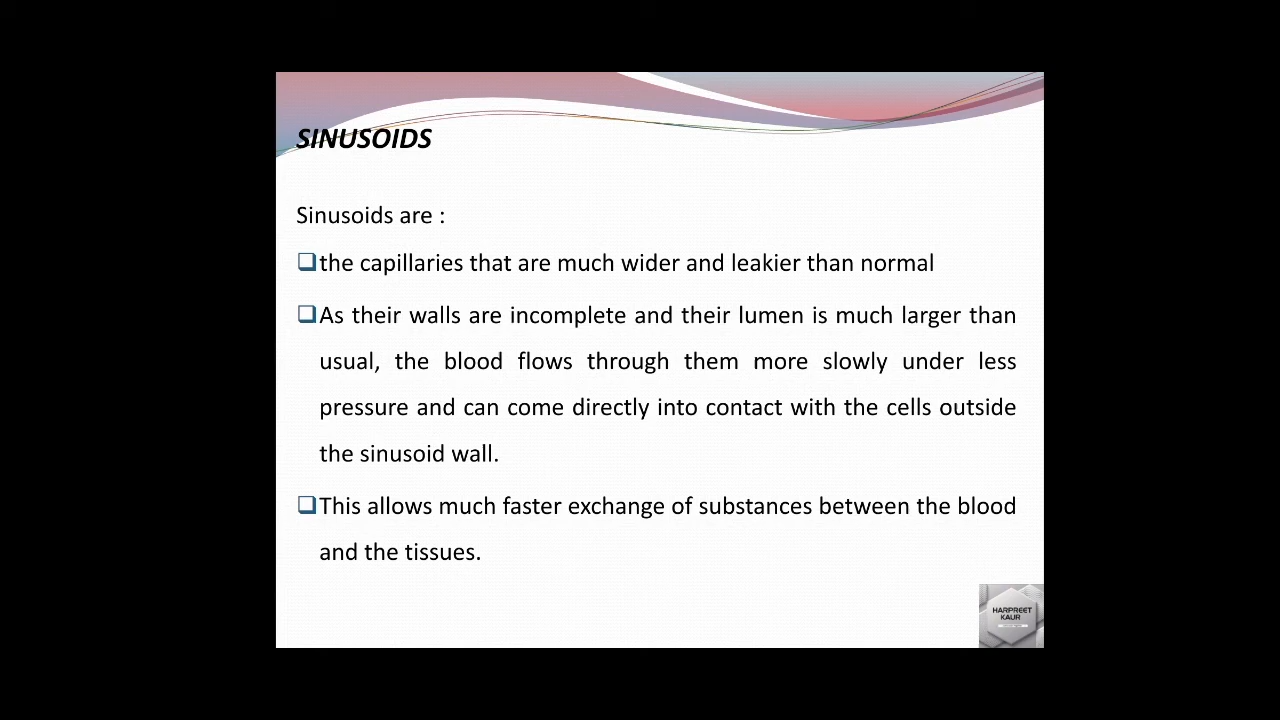 SINUSOIDS
Sinusoids are :
the capillaries that are much wider and leakier than normal
As their walls are incomplete and their lumen is much larger than
usual, the blood flows through them more slowly under less
pressure and can come directly into contact with the cells outside
the sinusoid wall.
This allows much faster exchange of substances between the blood
and the tissues.
HARPREET
KAUR